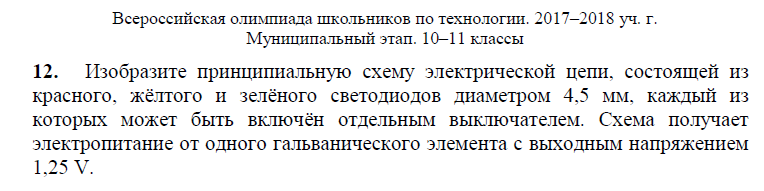 Всероссийская олимпиада школьников по технологии. 2017–2018 уч. г.
Муниципальный этап. 10–11 классы
12. Изобразите принципиальную схему электрической цепи, состоящей из
красного, жёлтого и зелёного светодиодов диаметром 4,5 мм, каждый из
которых может быть включён отдельным выключателем. Схема получает
электропитание от одного гальванического элемента с выходным напряжением
1,25 V.